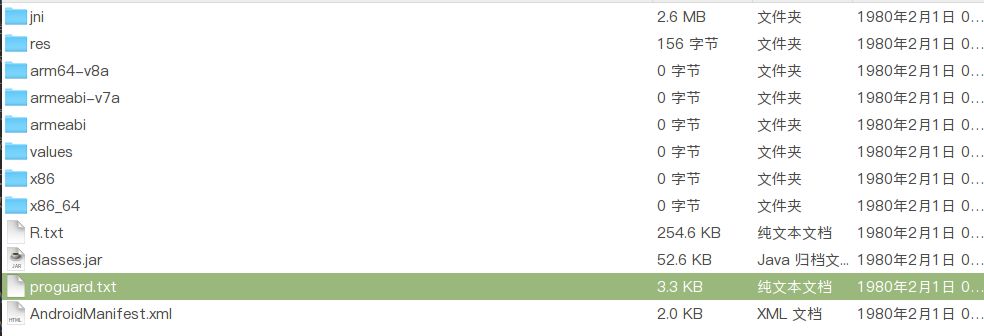 jni 2.6 MB 文件夹 1980年2月1日 0...
res 156 字节 文件夹 1980年2月1日 0...
arm64-v8a 0 字节 文件夹 1980年2月1日 0...
armeabi-v7a 0 字节 文件夹 1980年2月1日 0...
armeabi 0 字节 文件夹 1980年2月1日 0...
values 0 字节 文件夹 1980年2月1日 0...
x86 0 字节 文件夹 1980年2月1日 0...
x86_64 0 字节 文件夹 1980年2月1日 0...
R.txt 254.6 KB 纯文本文档 1980年2月1日 0...
JAR classes.jar 52.6 KB Java 归档文... 1980年2月1日 0...
proguard.txt 3.3 KB 纯文本文档 1980年2月1日 0...
HTML AndroidManifest.xml 2.0 KB XML 文档 1980年2月1日 0...